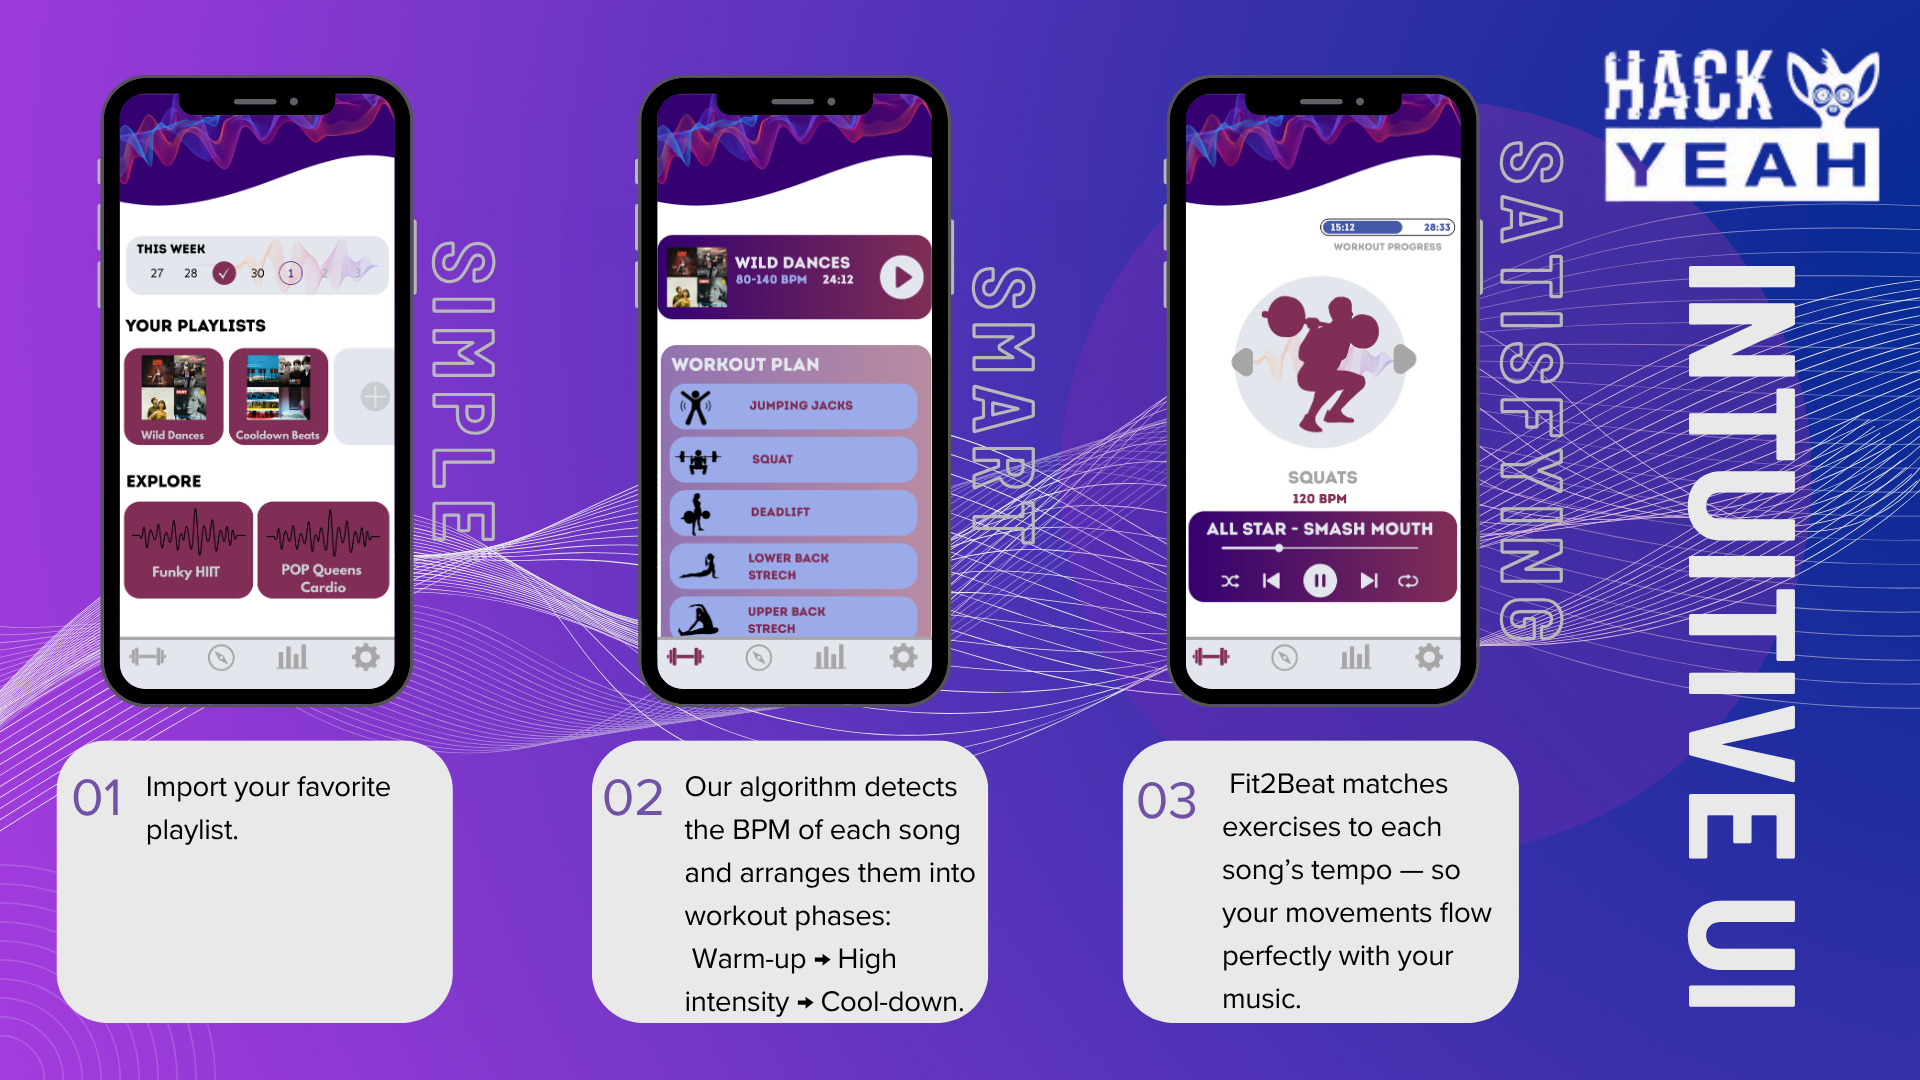 HACK
YEAH
INTUITIVE UI
SIMPLE
THIS WEEK
27 28 30 1 2 3
YOUR PLAYLISTS
Wild Dances
Cooldown Beats
EXPLORE
Funky HIIT
POP Queens
Cardio
01
Import your favorite
playlist.
SMART
WILD DANCES
80-140 BPM 24:12
WORKOUT PLAN
JUMPING JACKS
SQUAT
DEADLIFT
LOWER BACK
STRECH
UPPER BACK
STRECH
02
Our algorithm detects
the BPM of each song
and arranges them into
workout phases:
Warm-up → High
intensity → Cool-down.
SATISFYING
15:12 28:33
WORKOUT PROGRESS
SQUATS
120 BPM
ALL STAR - SMASH MOUTH
03
Fit2Beat matches
exercises to each
song’s tempo — so
your movements flow
perfectly with your
music.